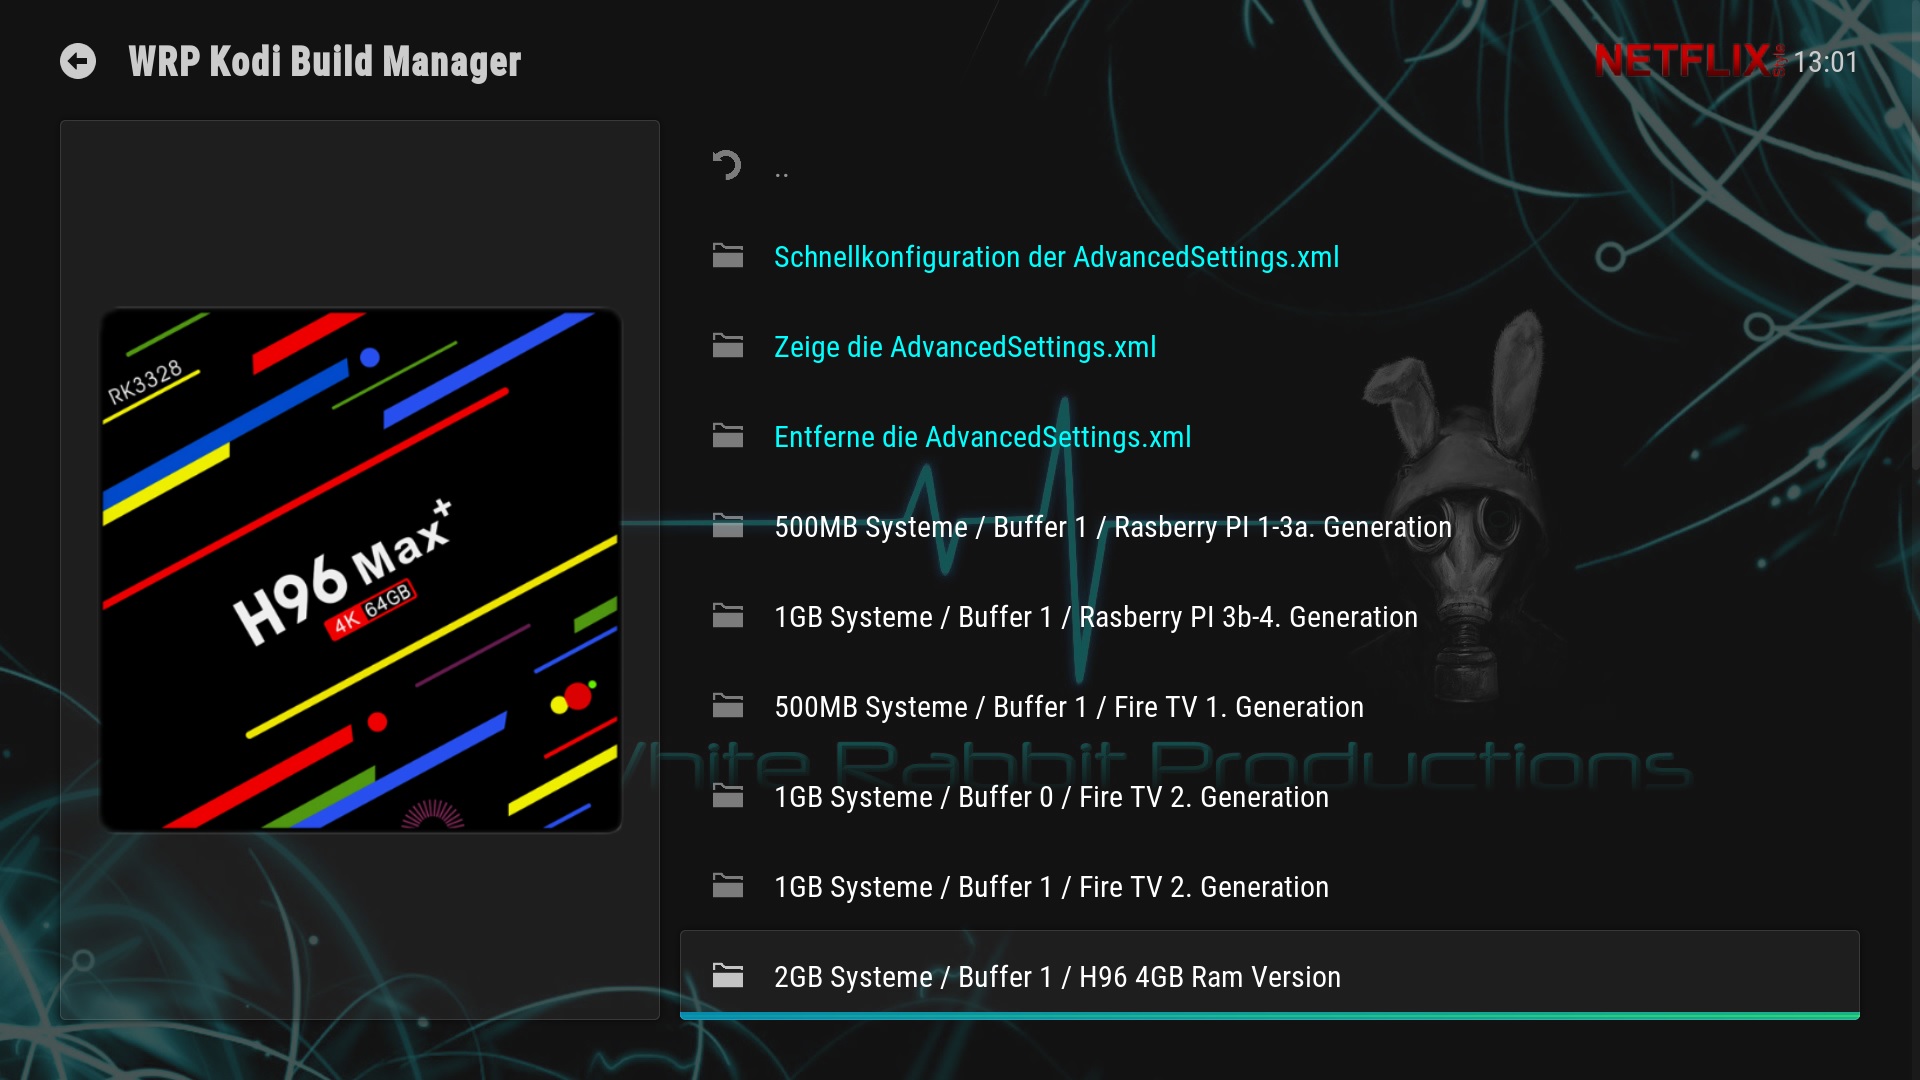 WRP Kodi Build Manager
NETFLIX Style 13:01
..
Schnellkonfiguration der AdvancedSettings.xml
Zeige die AdvancedSettings.xml
Entferne die AdvancedSettings.xml
500MB Systeme / Buffer 1 / Rasberry PI 1-3a. Generation
1GB Systeme / Buffer 1 / Rasberry PI 3b-4. Generation
500MB Systeme / Buffer 1 / Fire TV 1. Generation
1GB Systeme / Buffer 0 / Fire TV 2. Generation
1GB Systeme / Buffer 1 / Fire TV 2. Generation
2GB Systeme / Buffer 1 / H96 4GB Ram Version
RK3328
H96 Max+
4K 64GB
White Rabbit Productions